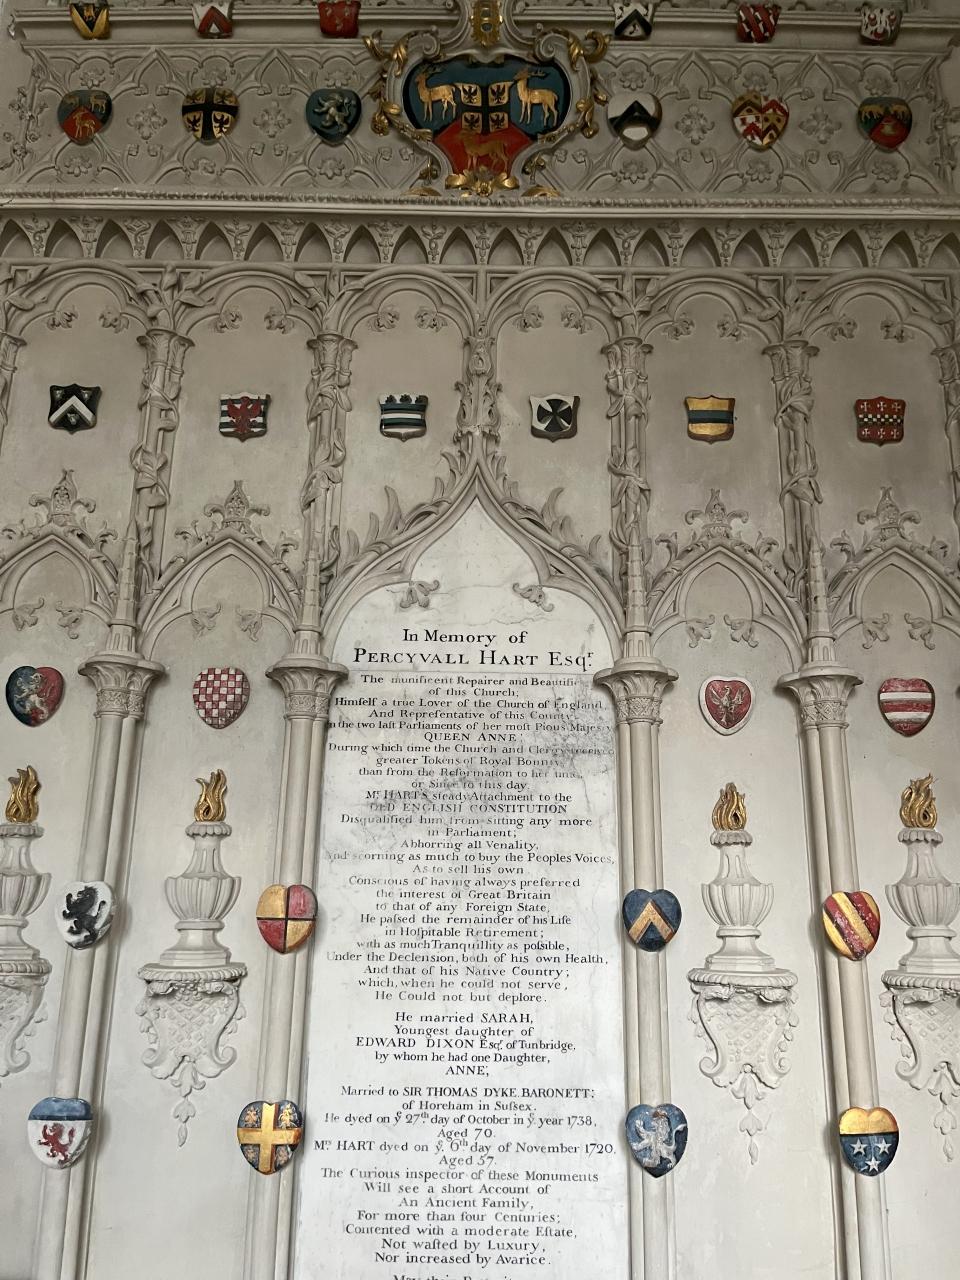 In Memory of
PERCYVALL HART Esqr.
The munificent Repairer and Beautifie
of this Church;
Himself a true Lover of the Church of England,
And Repreſentative of this County
n the two laſt Parliaments of her moſt Pious Majeſty
QUEEN ANNE:
During which time the Church and Clergy received
greater Tokens of Royal Bounty
than from the Reformation to her time,
or Since to this day.
Mr. HART'S steady Attachment to the
OLD ENGLISH CONSTITUTION
Disqualified him from sitting any more
in Parliament;
Abhorring all Venality,
And scorning as much to buy the Peoples Voices,
As to sell his own.
Conscious of having always preferred
the interest of Great Britain
to that of any Foreign State,
He paſsed the remainder of his Life
in Hoſpitable Retirement;
with as much Tranquillity as poſsible,
Under the Declension, both of his own Health,
And that of his Native Country;
which, when he could not serve,
He Could not but deplore.
He married SARAH,
Youngest daughter of
EDWARD DIXON Esqr. of Tunbridge,
by whom he had one Daughter,
ANNE;
Married to SIR THOMAS DYKE BARONETT;
of Horeham in Suſsex.
He dyed on ye 27th day of October in ye year 1738,
Aged 70.
Mrs HART dyed on ye 6th day of November 1720.
Aged 57.
The Curious inspector of these Monuments
Will see a short Account of
An Ancient Family,
For more than four Centuries;
Contented with a moderate Eſtate,
Not waſted by Luxury,
Nor increased by Avarice.
May their